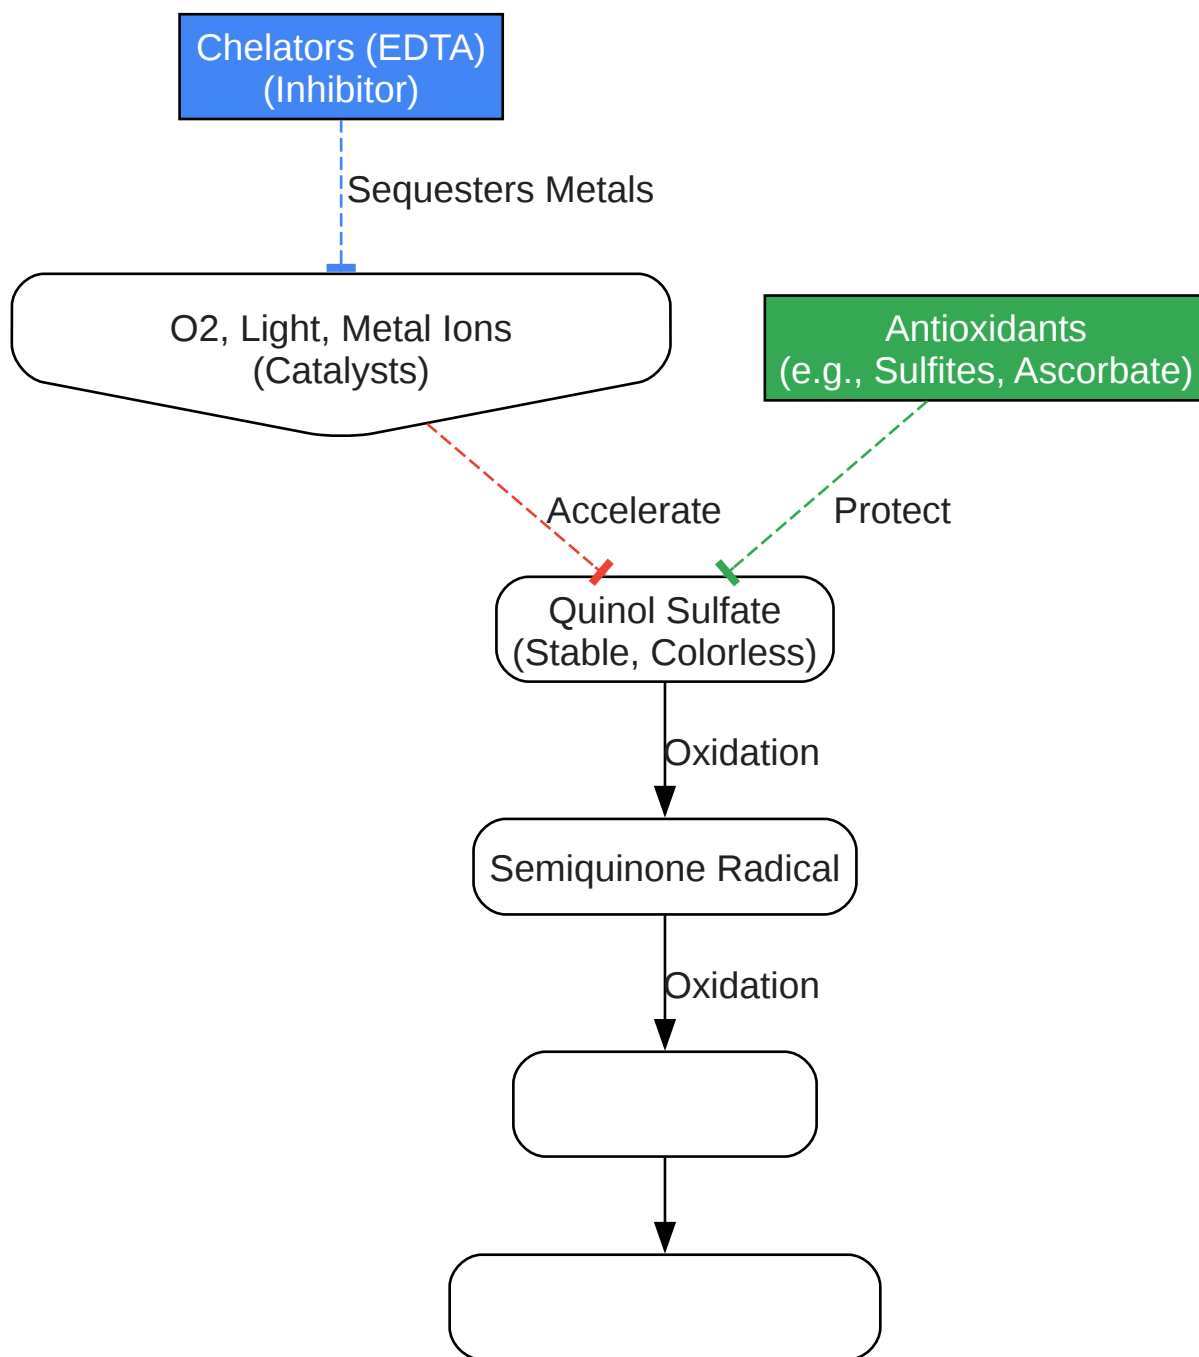 Chelators (EDTA)
(Inhibitor)
Sequesters Metals
O2, Light, Metal Ions
(Catalysts)
Antioxidants
(e.g., Sulfites, Ascorbate)
Accelerate
Protect
Quinol Sulfate
(Stable, Colorless)
Oxidation
Semiquinone Radical
Oxidation